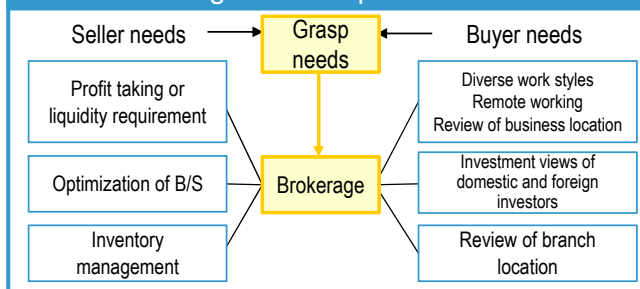 Seller needs
Grasp
needs
Buyer needs
Profit taking or
liquidity requirement
Diverse work styles
Remote working
Review of business location
Optimization of B/S
Brokerage
Investment views of
domestic and foreign
investors
Inventory
management
Review of branch
location